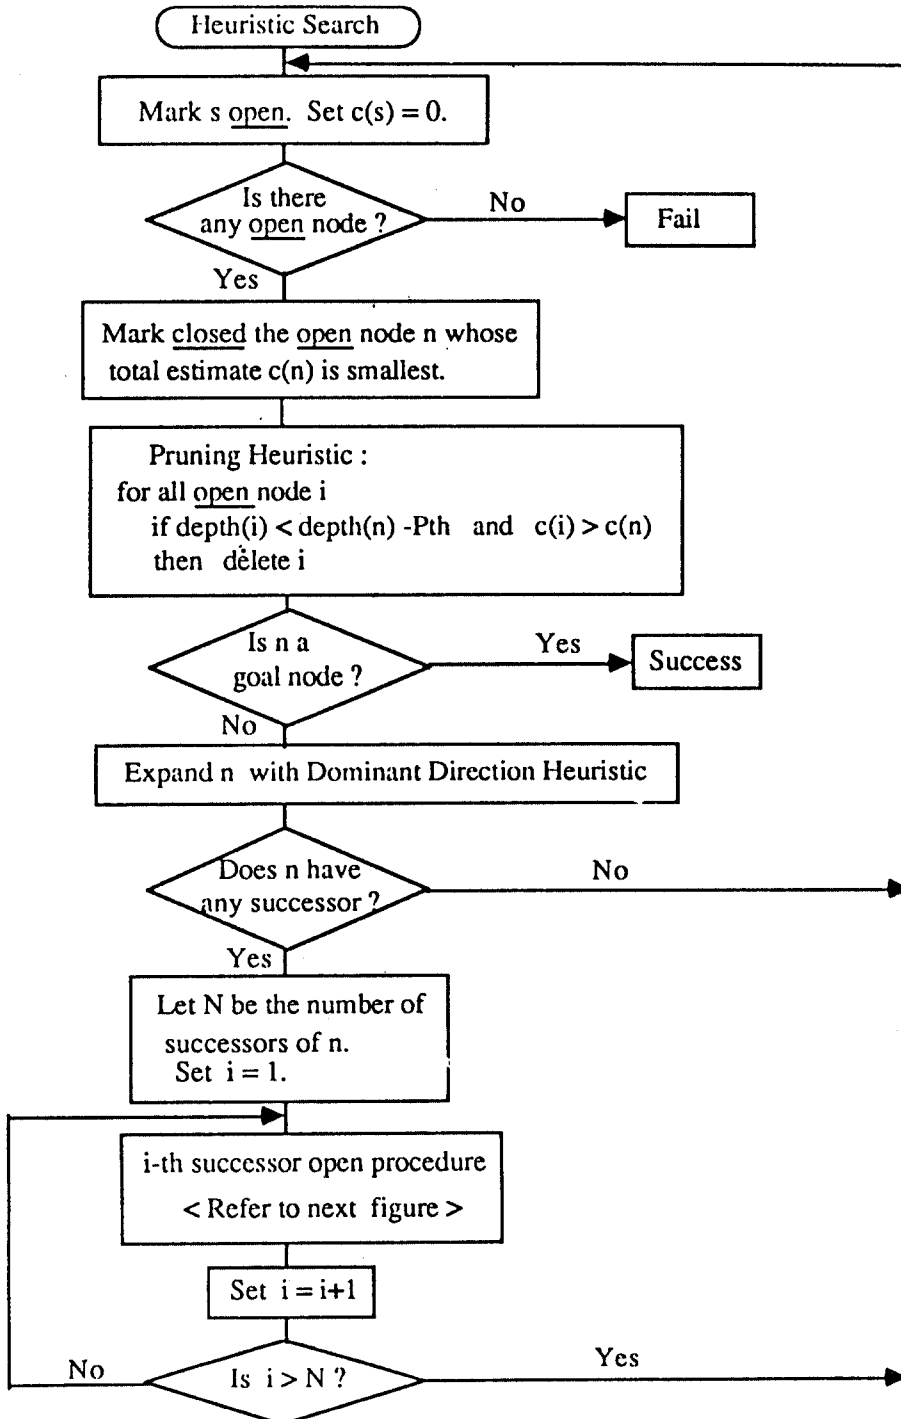 Heuristic Search
Mark s open. Set c(s) = 0.
Is there
any open node ?
No
Fail
Yes
Mark closed the open node n whose
total estimate c(n) is smallest.
Pruning Heuristic :
for all open node i
if depth(i) < depth(n) -Pth and c(i) > c(n)
then delete i
Is n a
goal node ?
Yes
Success
No
Expand n with Dominant Direction Heuristic
Does n have
any successor ?
No
Yes
Let N be the number of
successors of n.
Set i = 1.
i-th successor open procedure
< Refer to next figure >
Set i = i+1
Is i > N ?
No
Yes